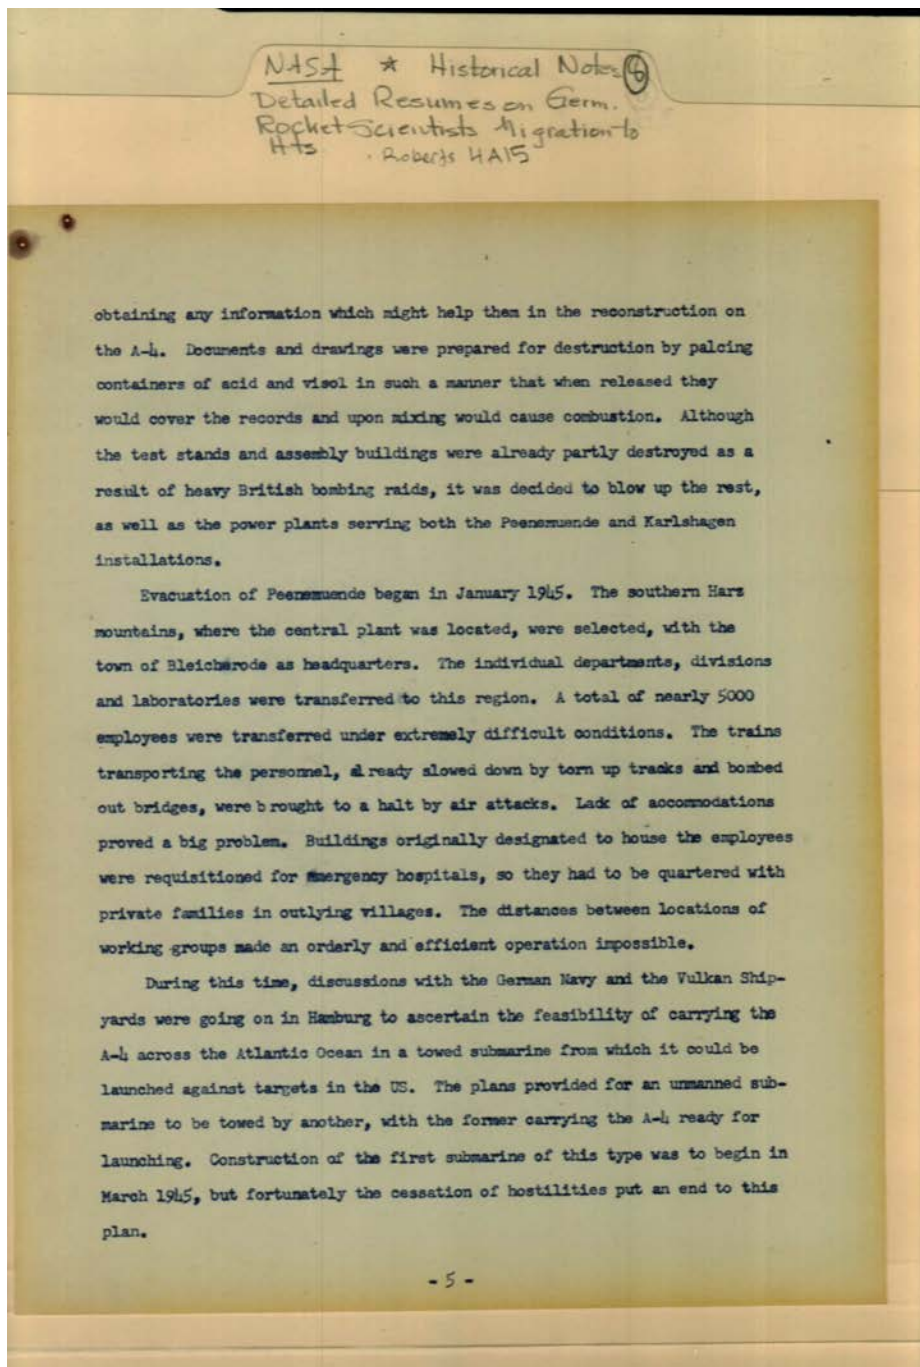 NASA * Historical Notes 6
Detailed Resumes on Germ.
Rocket Scientists Migration to
Hts
. Roberts HA15
obtaining any information which might help them in the reconstruction on
the A-4. Documents and drawings were prepared for destruction by palcing
containers of acid and visol in such a manner that when released they
would cover the records and upon mixing would cause combustion. Although
the test stands and assembly buildings were already partly destroyed as a
result of heavy British bombing raids, it was decided to blow up the rest,
as well as the power plants serving both the Peenemuende and Karlshagen
installations.
Evacuation of Peenemuende began in January 1945. The southern Harz
mountains, where the central plant was located, were selected, with the
town of Bleicherode as headquarters. The individual departments, divisions
and laboratories were transferred to this region. A total of nearly 5000
employees were transferred under extremely difficult conditions. The trains
transporting the personnel, already slowed down by torn up tracks and bombed
out bridges, were brought to a halt by air attacks. Lack of accommodations
proved a big problem. Buildings originally designated to house the employees
were requisitioned for emergency hospitals, so they had to be quartered with
private families in outlying villages. The distances between locations of
working groups made an orderly and efficient operation impossible.
During this time, discussions with the German Navy and the Vulkan Ship-
yards were going on in Hamburg to ascertain the feasibility of carrying the
A-4 across the Atlantic Ocean in a towed submarine from which it could be
launched against targets in the US. The plans provided for an unmanned sub-
marine to be towed by another, with the former carrying the A-4 ready for
launching. Construction of the first submarine of this type was to begin in
March 1945, but fortunately the cessation of hostilities put an end to this
plan.
- 5 -